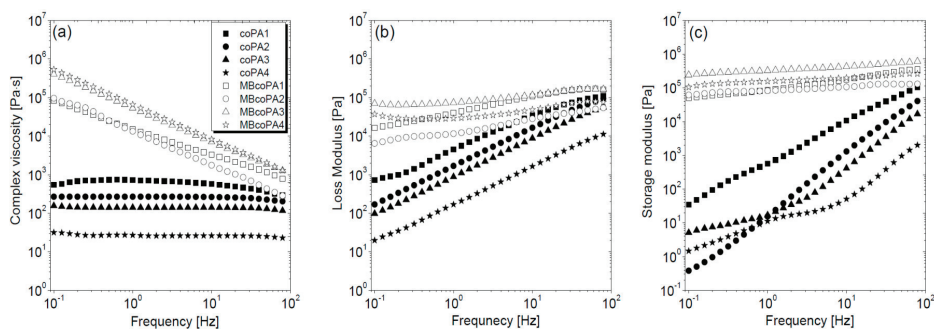 (a)
Complex viscosity [Pa·s]
10^7
10^6
10^5
10^4
10^3
10^2
10^1
10^0
coPA1
coPA2
coPA3
coPA4
MBcoPA1
MBcoPA2
MBcoPA3
MBcoPA4
10^-1 10^0 10^1 10^2
Frequency [Hz]
(b)
Loss Modulus [Pa]
10^7
10^6
10^5
10^4
10^3
10^2
10^1
10^0
10^-1 10^0 10^1 10^2
Frequnecy [Hz]
(c)
Storage modulus [Pa]
10^7
10^6
10^5
10^4
10^3
10^2
10^1
10^0
10^-1
10^-1 10^0 10^1 10^2
Frequency [Hz]